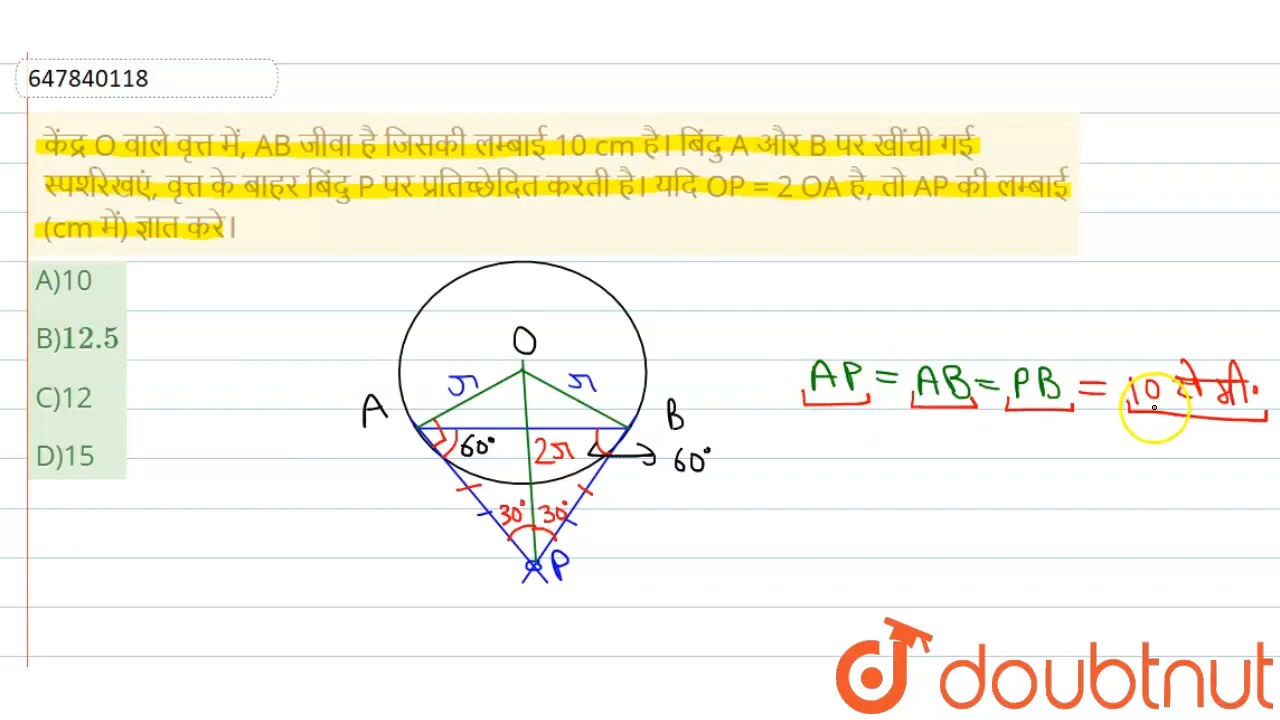 647840118
केंद्र O वाले वृत्त में, AB जीवा है जिसकी लम्बाई 10 cm है। बिंदु A और B पर खींची गई
स्पर्शरेखाएं, वृत्त के बाहर बिंदु P पर प्रतिच्छेदित करती है। यदि OP = 2 OA है, तो AP की लम्बाई
(cm में) ज्ञात करे।
A)10
B)12.5
C)12
D)15
O
r r
A B
60° 2r 60°
30° 30°
P
AP = AB = PB = 10 से मी.
doubtnut